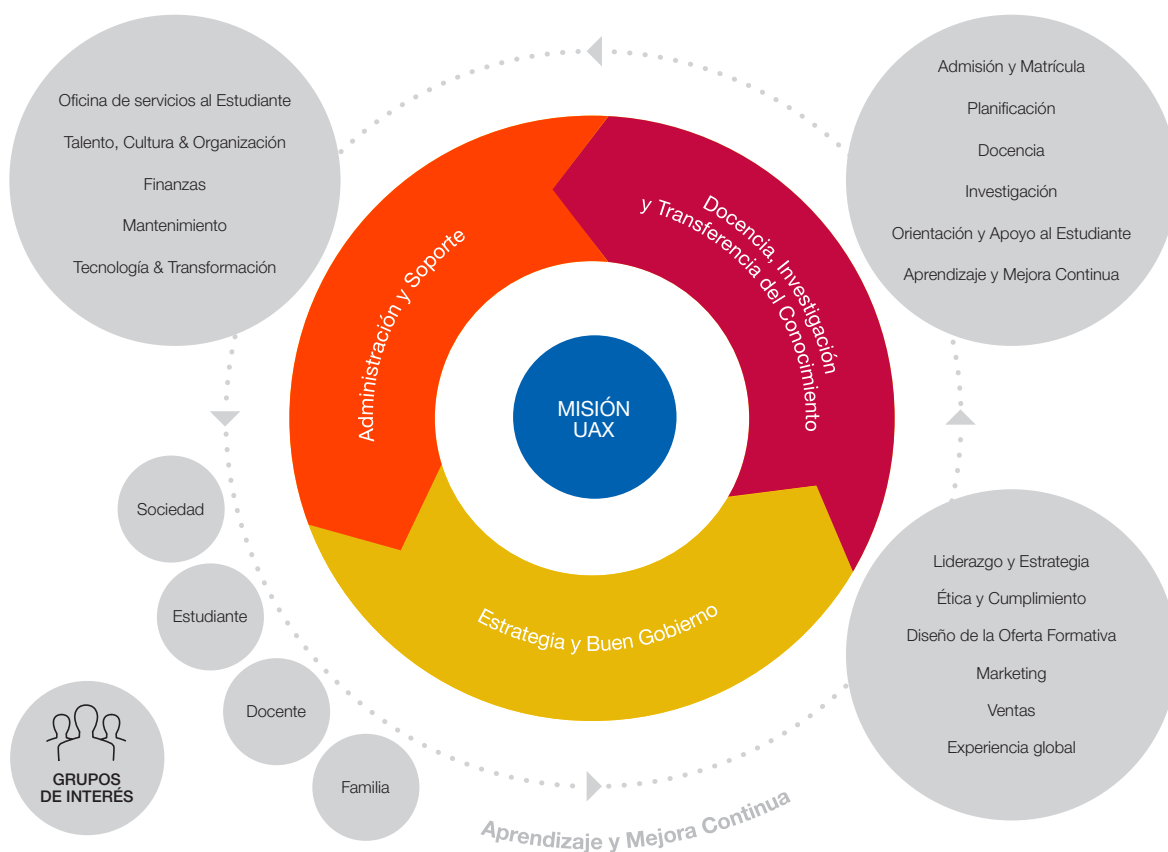 Oficina de servicios al Estudiante
Talento, Cultura & Organización
Finanzas
Mantenimiento
Tecnología & Transformación
Admisión y Matrícula
Planificación
Docencia
Investigación
Orientación y Apoyo al Estudiante
Aprendizaje y Mejora Continua
Administración y Soporte
Docencia, Investigación
y Transferencia del Conocimiento
MISIÓN
UAX
Estrategia y Buen Gobierno
Liderazgo y Estrategia
Ética y Cumplimiento
Diseño de la Oferta Formativa
Marketing
Ventas
Experiencia global
Sociedad
Estudiante
Docente
Familia
GRUPOS
DE INTERÉS
Aprendizaje y Mejora Continua